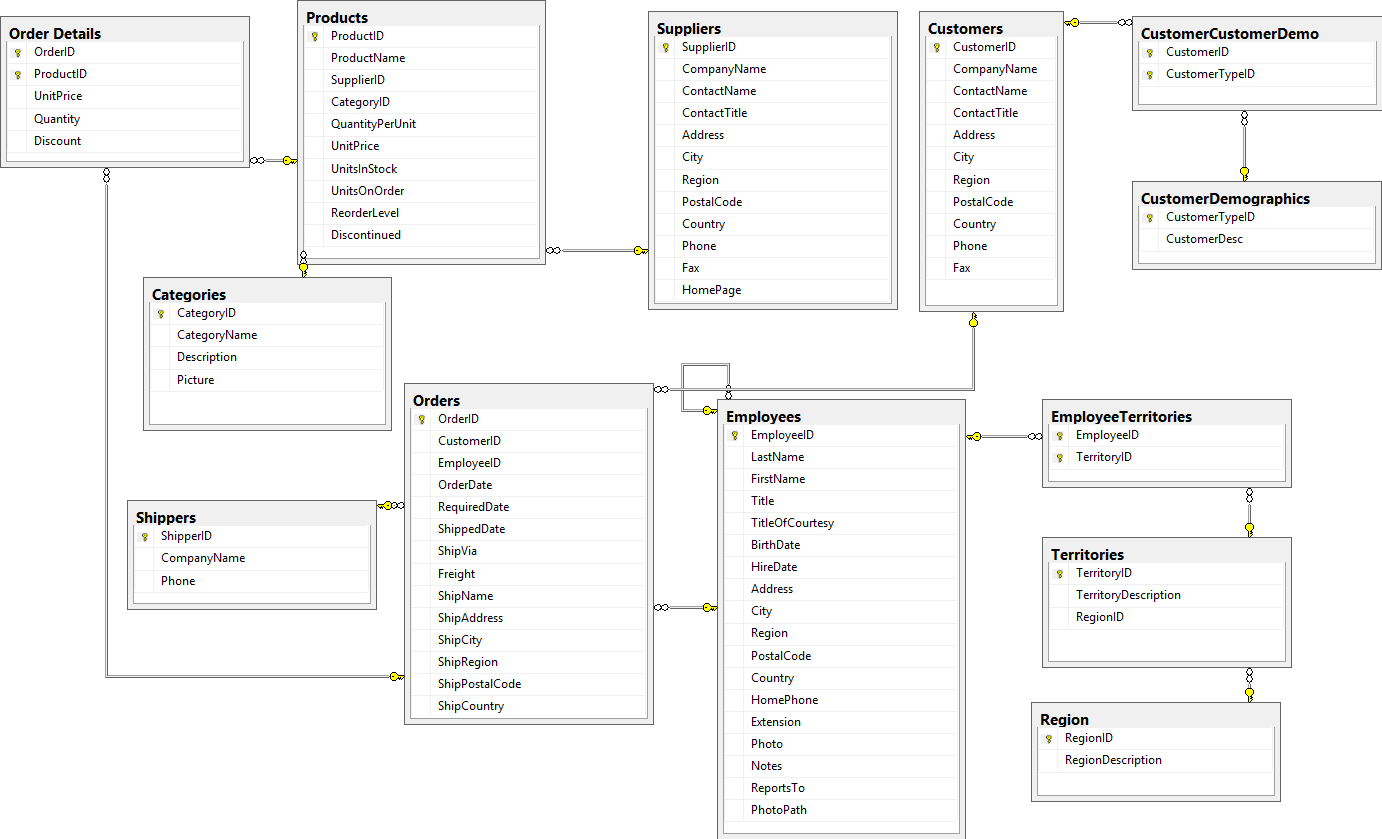 Order Details
OrderID
ProductID
UnitPrice
Quantity
Discount
Products
ProductID
ProductName
SupplierID
CategoryID
QuantityPerUnit
UnitPrice
UnitsInStock
UnitsOnOrder
ReorderLevel
Discontinued
Suppliers
SupplierID
CompanyName
ContactName
ContactTitle
Address
City
Region
PostalCode
Country
Phone
Fax
HomePage
Customers
CustomerID
CompanyName
ContactName
ContactTitle
Address
City
Region
PostalCode
Country
Phone
Fax
CustomerCustomerDemo
CustomerID
CustomerTypeID
CustomerDemographics
CustomerTypeID
CustomerDesc
Categories
CategoryID
CategoryName
Description
Picture
Orders
OrderID
CustomerID
EmployeeID
OrderDate
RequiredDate
ShippedDate
ShipVia
Freight
ShipName
ShipAddress
ShipCity
ShipRegion
ShipPostalCode
ShipCountry
Employees
EmployeeID
LastName
FirstName
Title
TitleOfCourtesy
BirthDate
HireDate
Address
City
Region
PostalCode
Country
HomePhone
Extension
Photo
Notes
ReportsTo
PhotoPath
EmployeeTerritories
EmployeeID
TerritoryID
Shippers
ShipperID
CompanyName
Phone
Territories
TerritoryID
TerritoryDescription
RegionID
Region
RegionID
RegionDescription